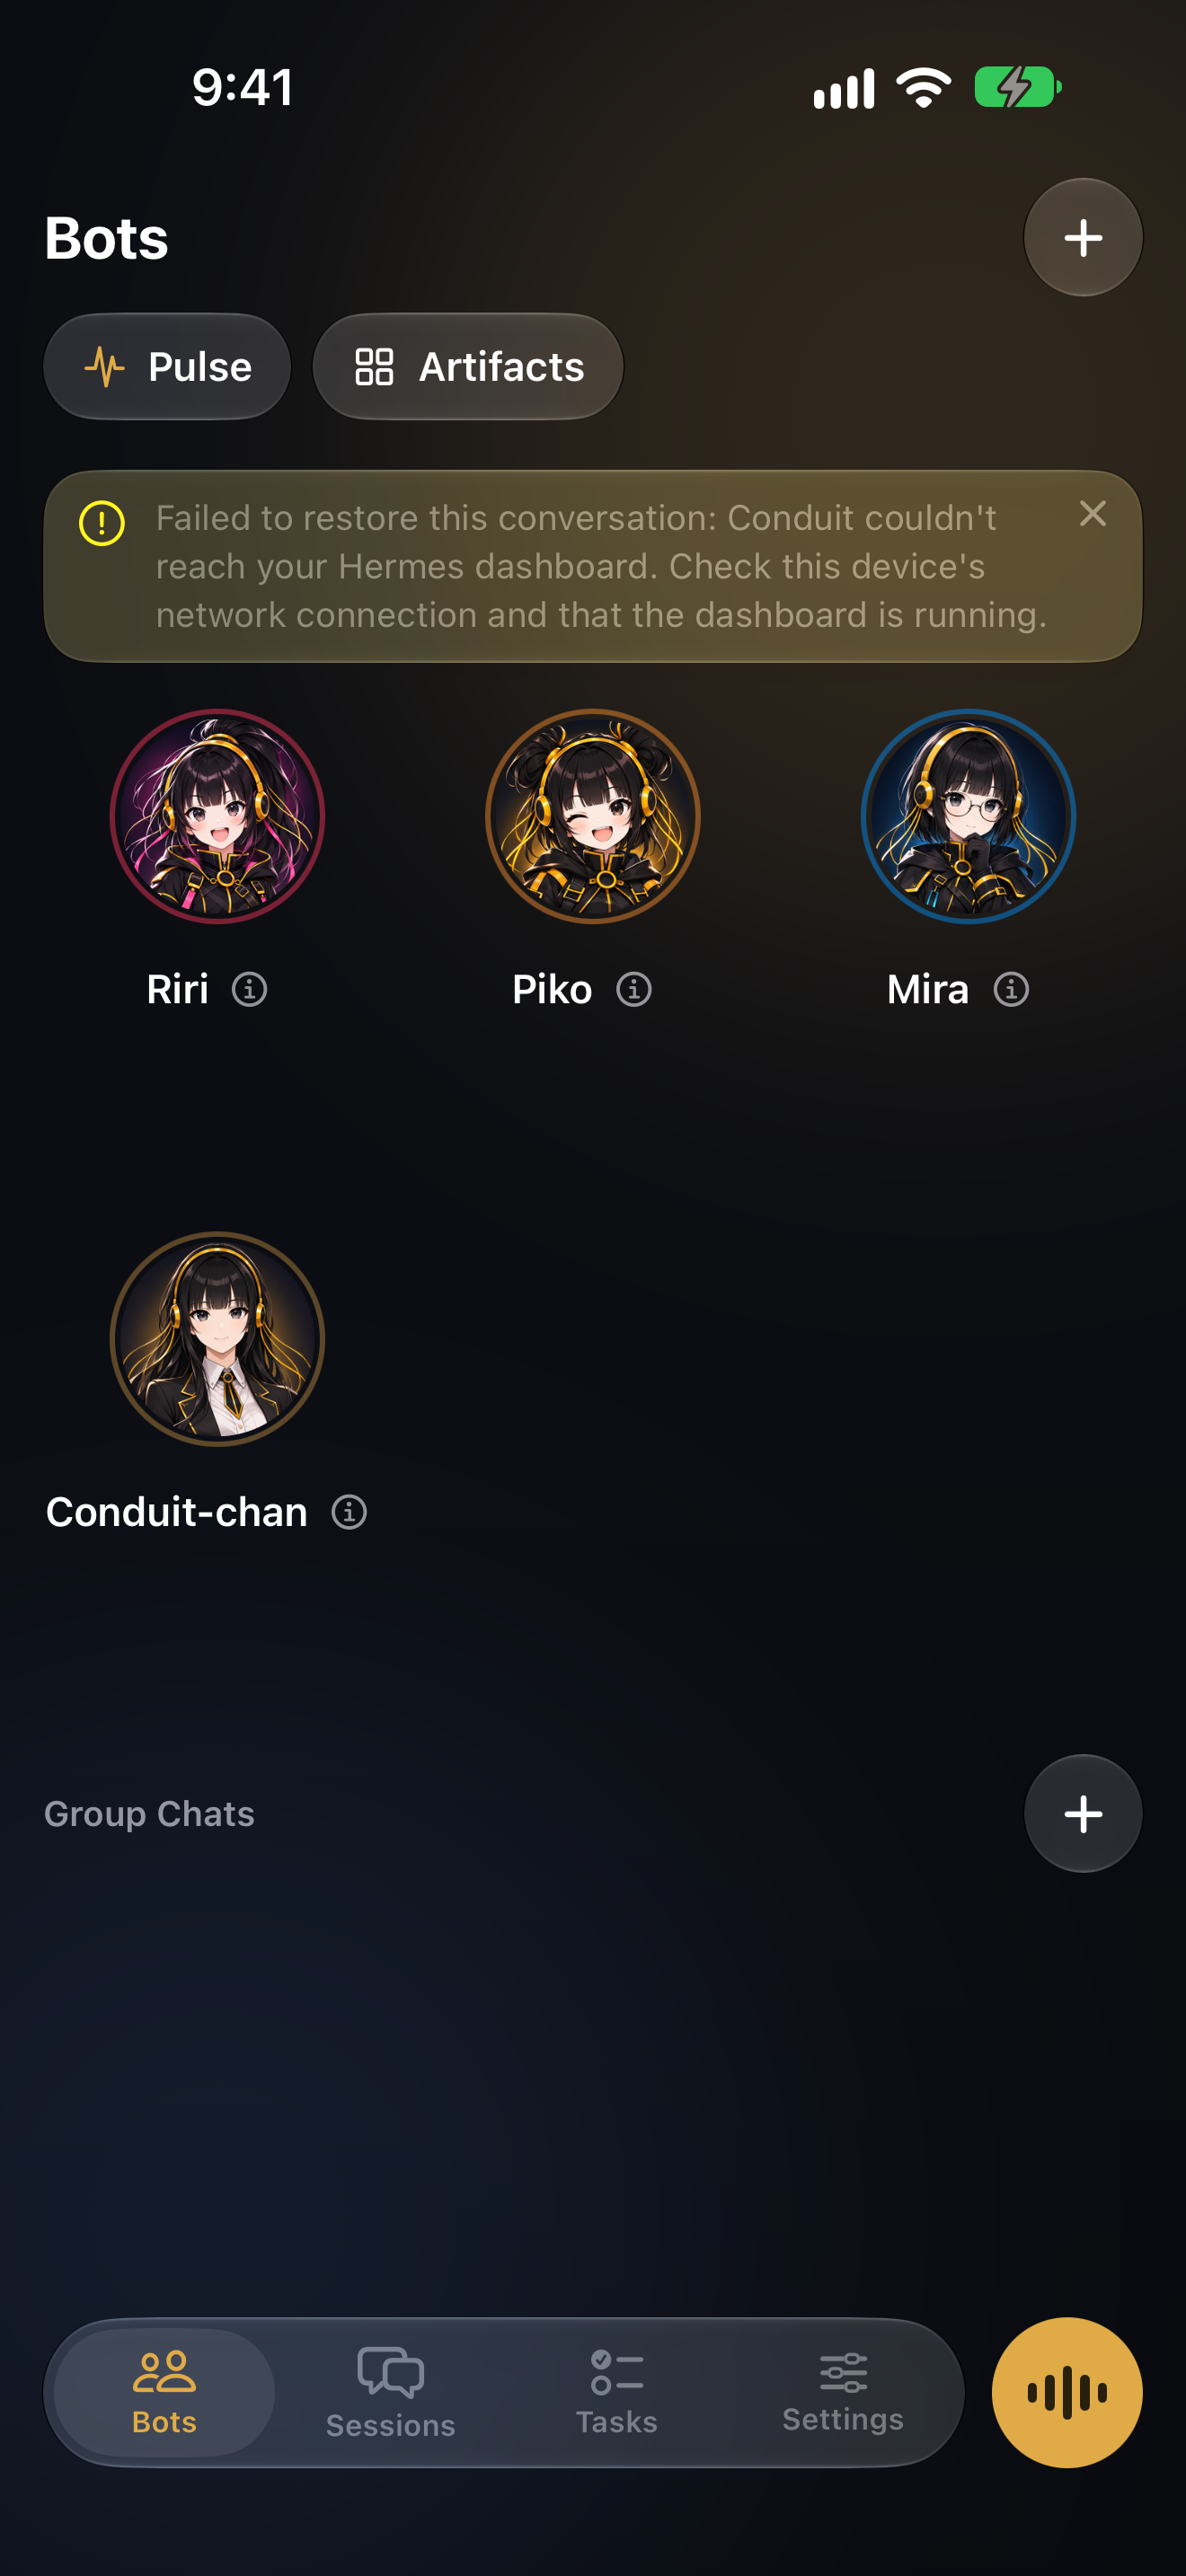 9:41
Bots
Pulse
Artifacts
Failed to restore this conversation: Conduit couldn't
reach your Hermes dashboard. Check this device's
network connection and that the dashboard is running.
Riri
Piko
Mira
Conduit-chan
Group Chats
Bots
Sessions
Tasks
Settings